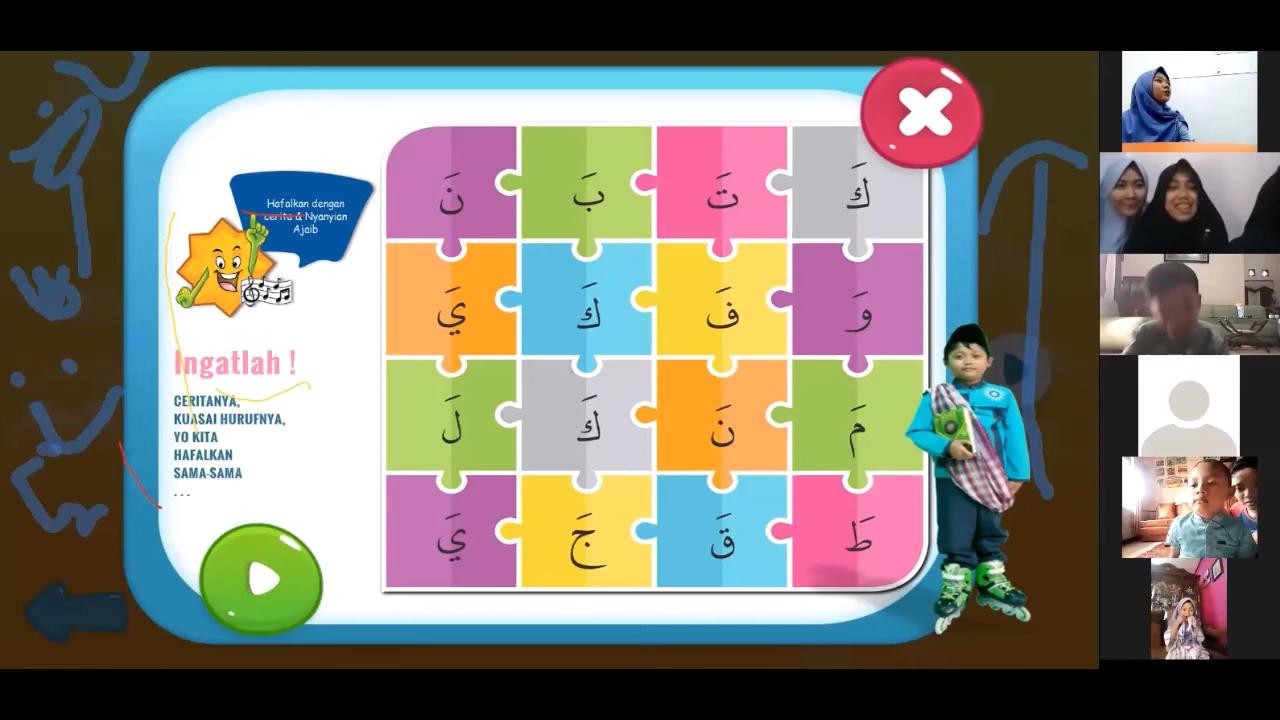 Hafalkan dengan
cerita & Nyanyian
Ajaib
Ingatlah !
CERITANYA,
KUASAI HURUFNYA,
YO KITA
HAFALKAN
SAMA-SAMA
...
كَ تَ بَ نَ
وَ فَ كَ يَ
مَ نَ كَ لَ
طَ قَ جَ يَ